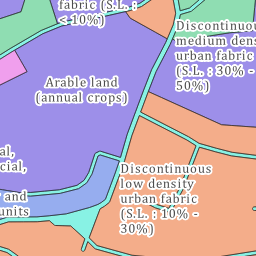 fabric (S.L. :
< 10%)
Discontinuous
medium dens
urban fabric
(S.L. : 30% -
50%)
Arable land
(annual crops)
al,
cial,
and
units
Discontinuous
low density
urban fabric
(S.L. : 10% -
30%)